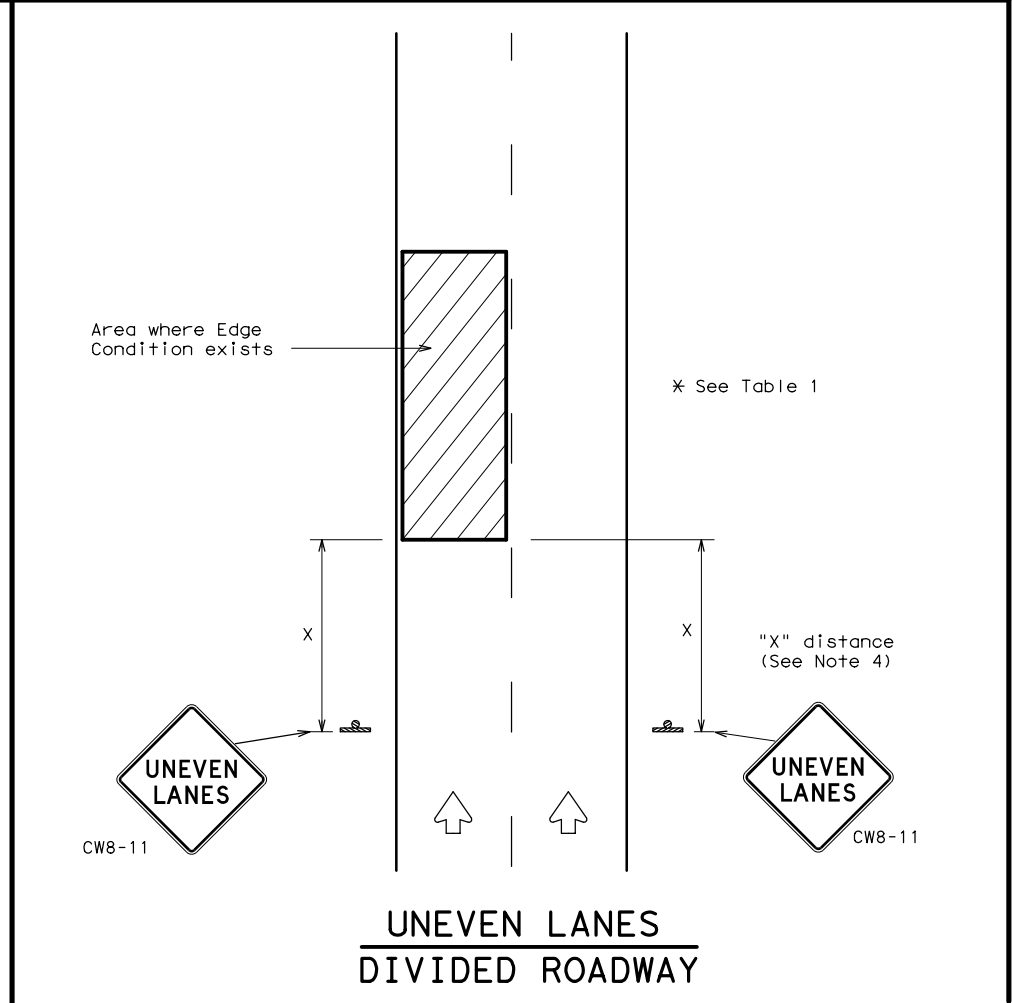 Area where Edge
Condition exists
* See Table 1
X
X
"X" distance
(See Note 4)
UNEVEN
LANES
CW8-11
UNEVEN
LANES
CW8-11
UNEVEN LANES
DIVIDED ROADWAY